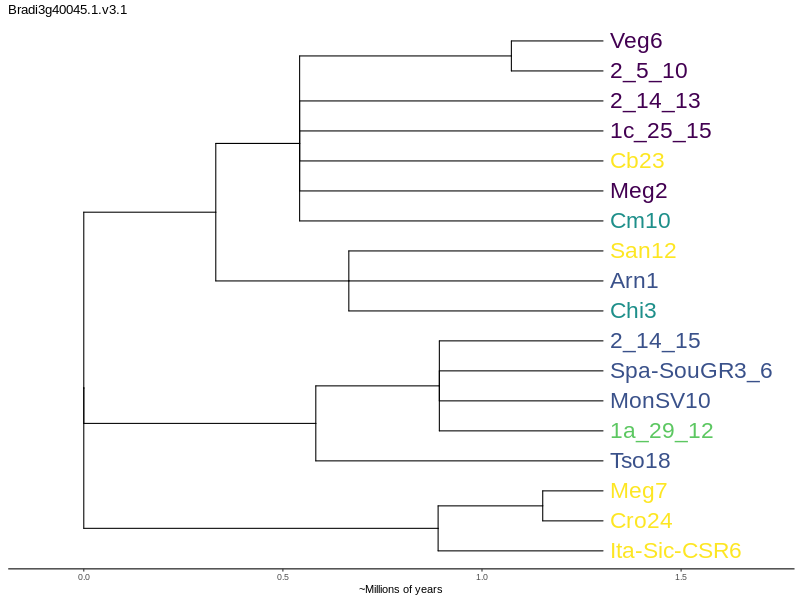 Bradi3g40045.1.v3.1
Veg6
2_5_10
2_14_13
1c_25_15
Cb23
Meg2
Cm10
San12
Arn1
Chi3
2_14_15
Spa-SouGR3_6
MonSV10
1a_29_12
Tso18
Meg7
Cro24
Ita-Sic-CSR6
0.0 0.5 1.0 1.5
~Millions of years